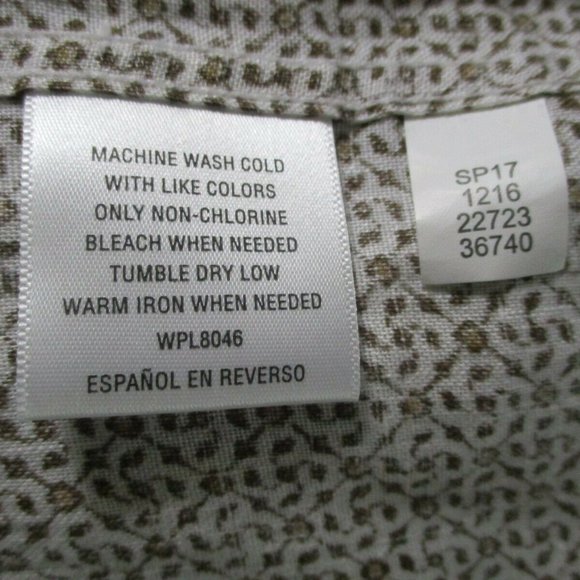 MACHINE WASH COLD
WITH LIKE COLORS
ONLY NON-CHLORINE
BLEACH WHEN NEEDED
TUMBLE DRY LOW
WARM IRON WHEN NEEDED
WPL8046
ESPAÑOL EN REVERSO
SP17
1216
22723
36740